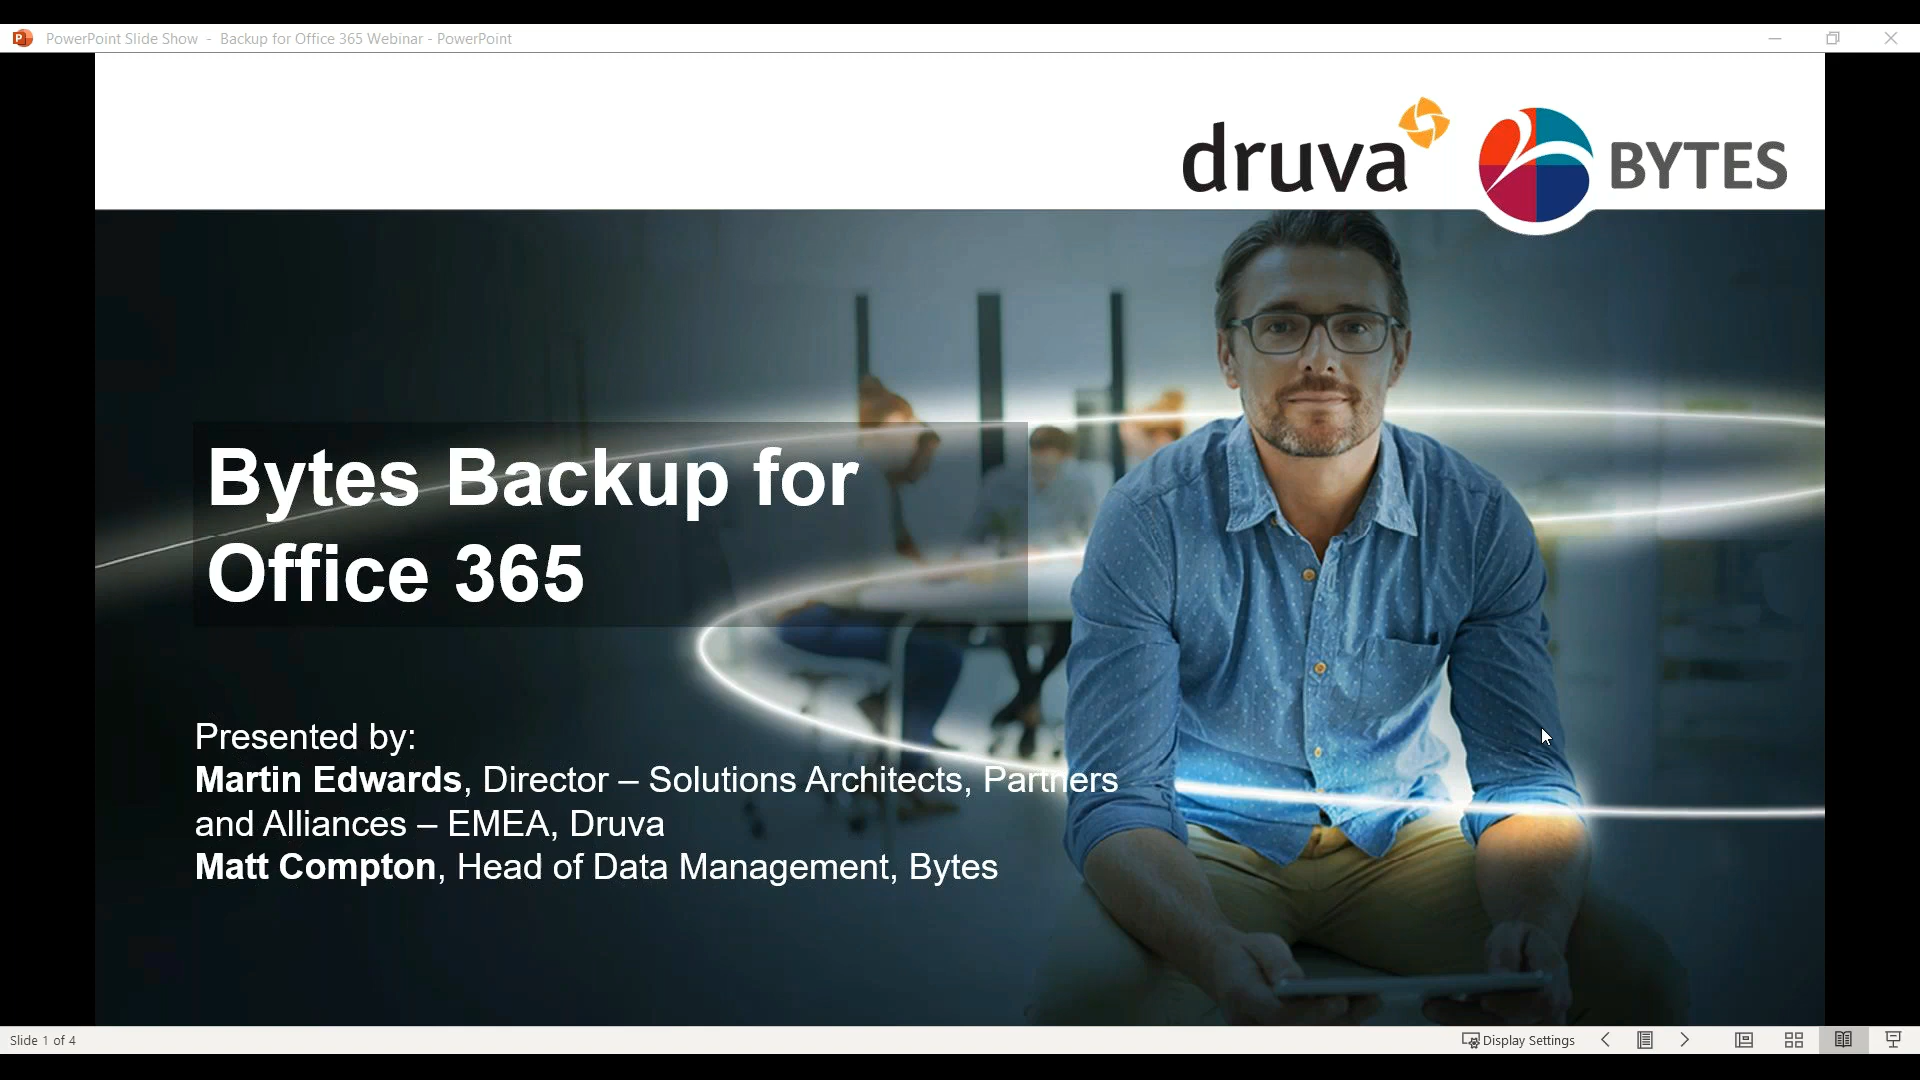 PowerPoint Slide Show - Backup for Office 365 Webinar - PowerPoint
druva
BYTES
Bytes Backup for
Office 365
Presented by:
Martin Edwards, Director – Solutions Architects, Partners
and Alliances – EMEA, Druva
Matt Compton, Head of Data Management, Bytes
Slide 1 of 4
Display Settings